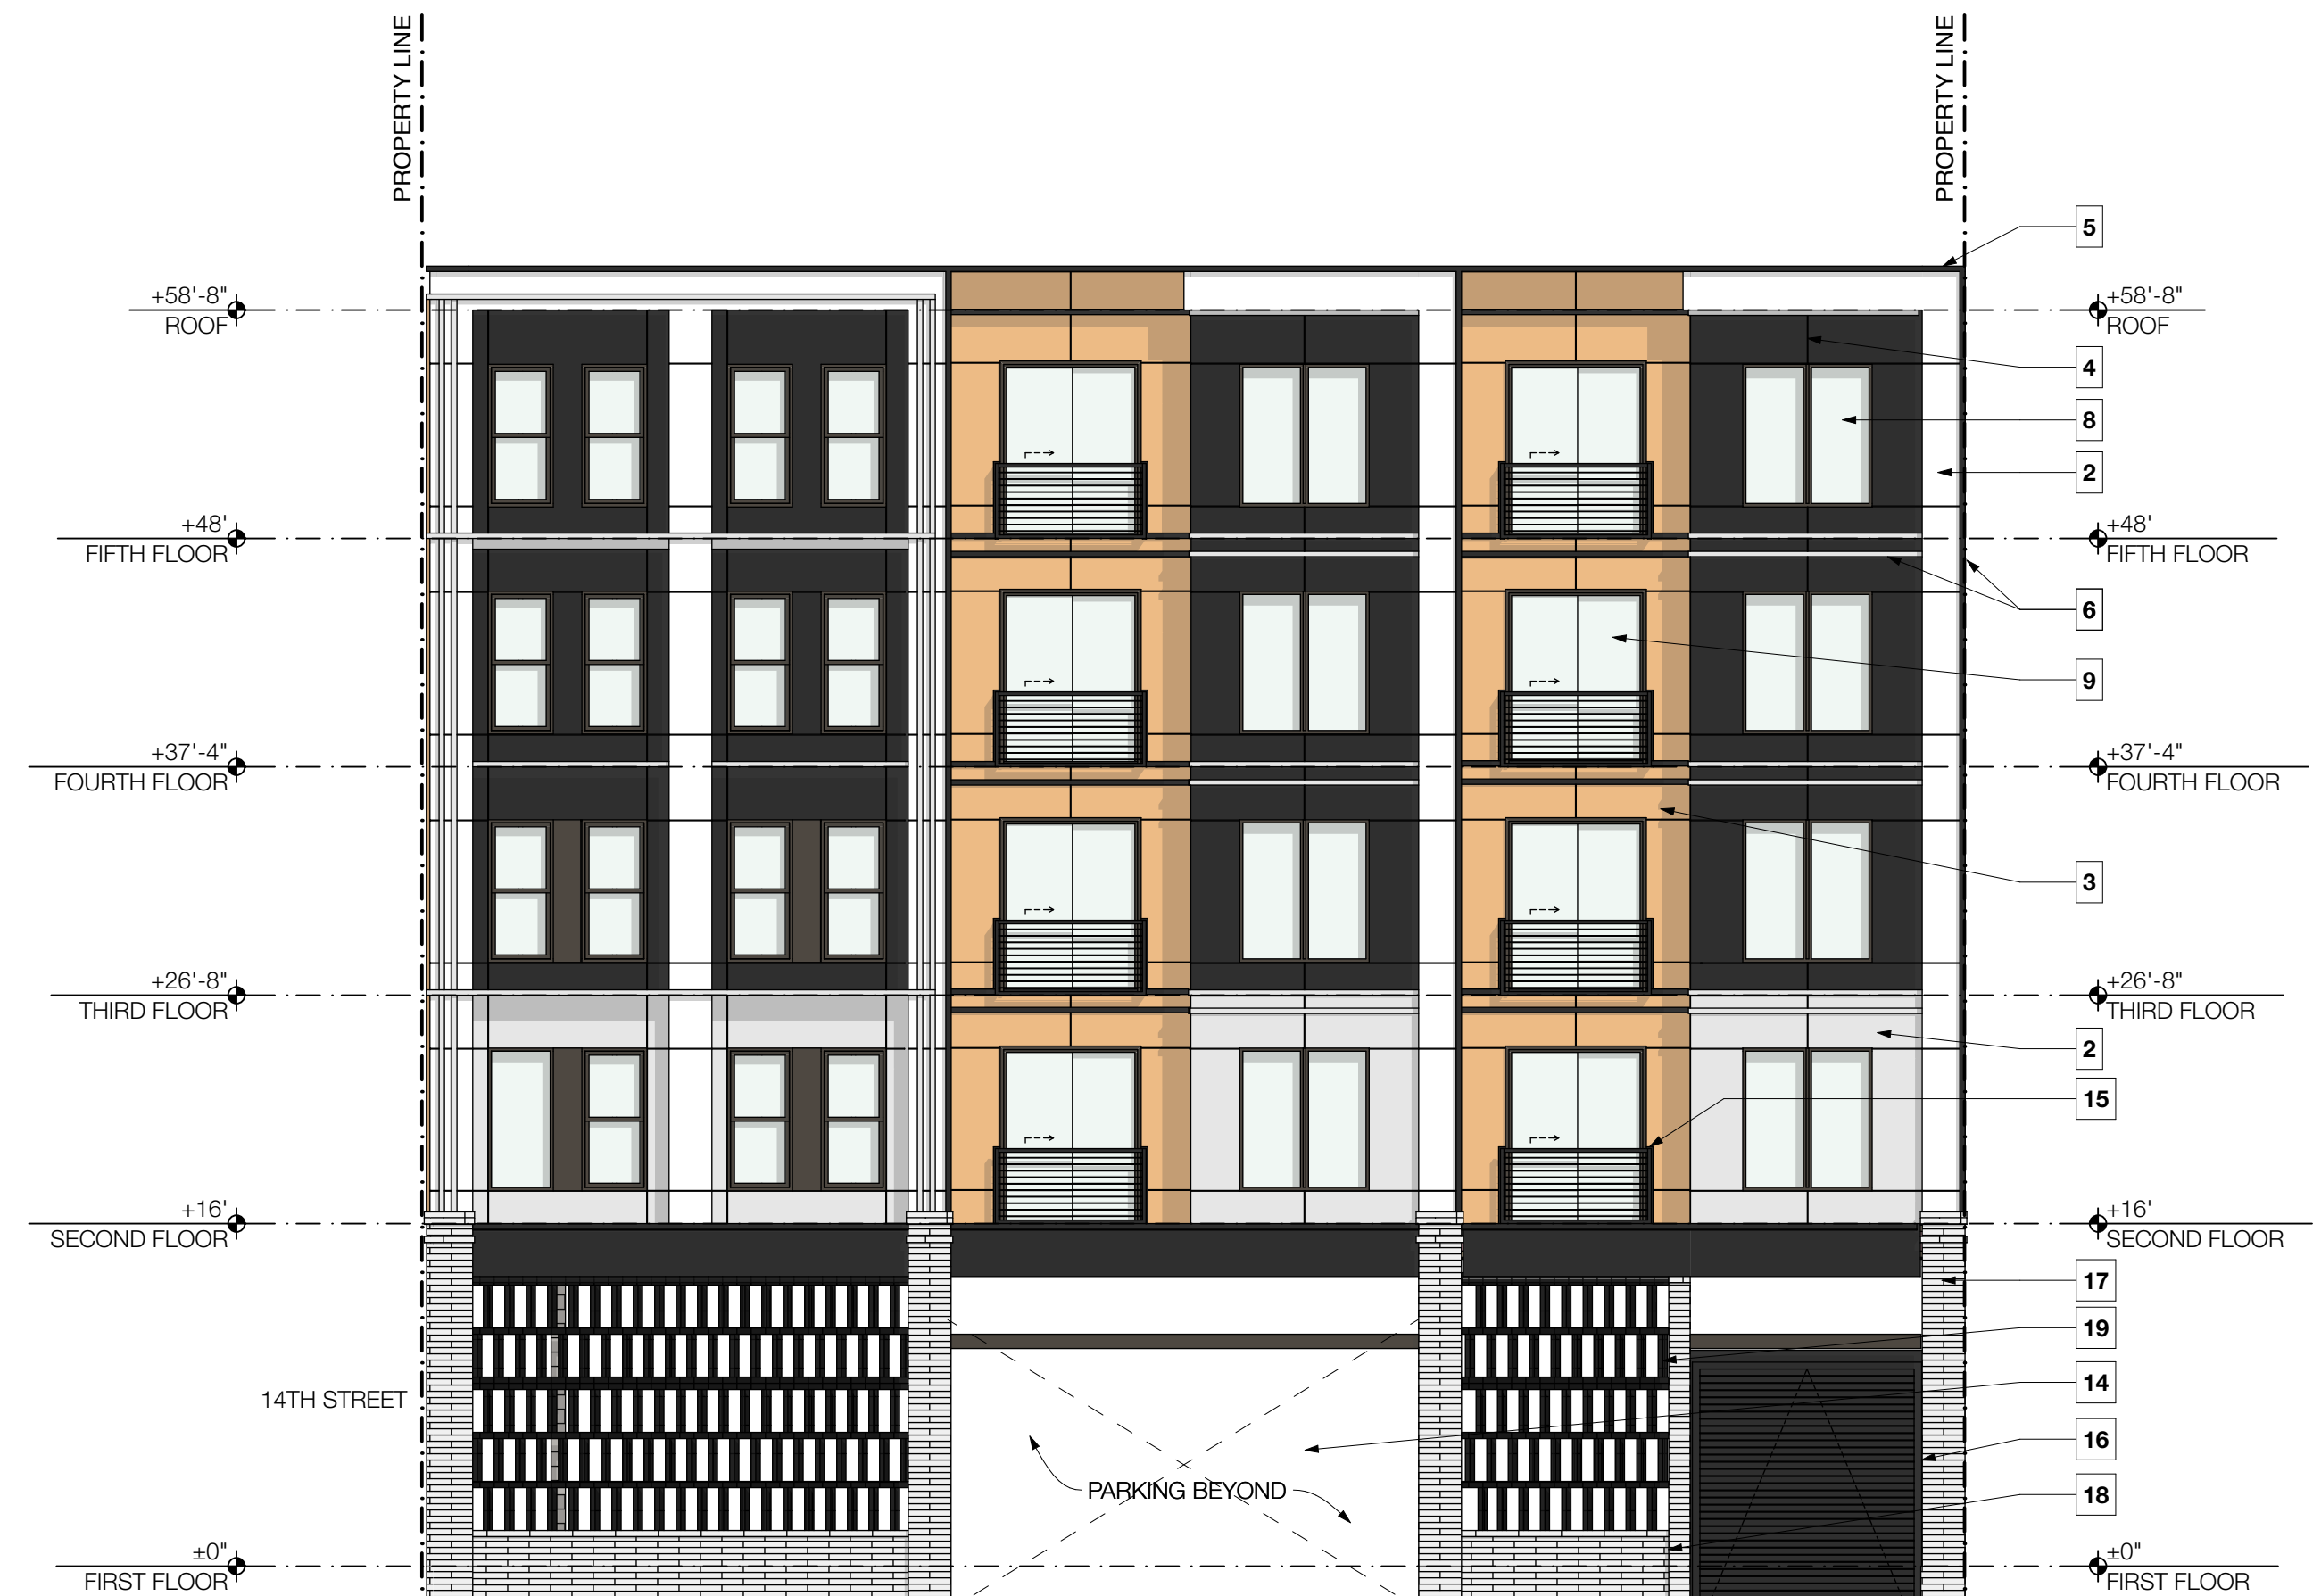 PROPERTY LINE
PROPERTY LINE
5
+58'-8"
ROOF
+58'-8"
ROOF
4
8
2
+48'
FIFTH FLOOR
+48'
FIFTH FLOOR
6
9
+37'-4"
FOURTH FLOOR
+37'-4"
FOURTH FLOOR
3
+26'-8"
THIRD FLOOR
+26'-8"
THIRD FLOOR
2
15
+16'
SECOND FLOOR
+16'
SECOND FLOOR
17
19
14TH STREET
14
16
PARKING BEYOND
18
±0"
FIRST FLOOR
±0"
FIRST FLOOR